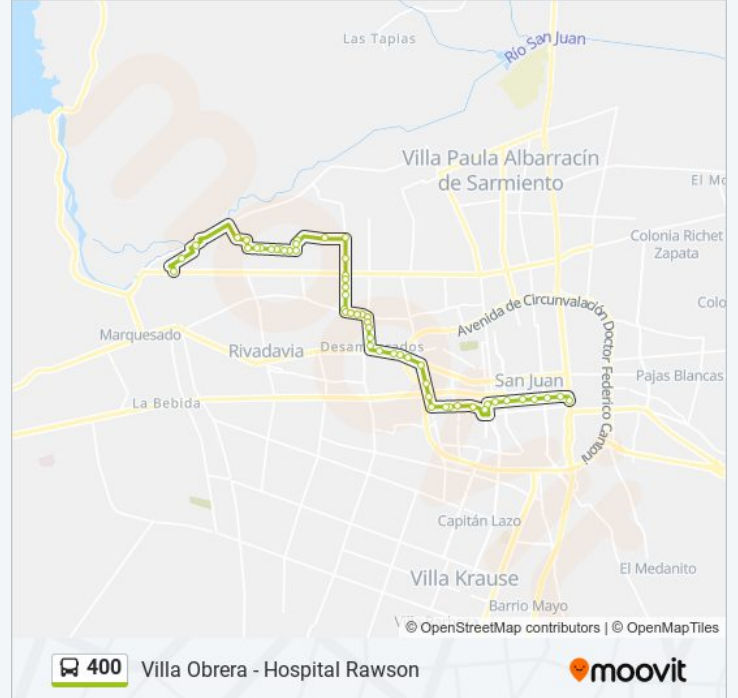 Las Tapias
Río San Juan
Villa Paula Albarracín
de Sarmiento
El Mo
Colonia Richet
Zapata
Colo
Avenida de Circunvalación Doctor Federico Cantoni
Marquesado
Rivadavia
Desamparados
San Juan
Pajas Blancas
La Bebida
Capitán Lazo
Villa Krause
El Medanito
Barrio Mayo
© OpenStreetMap contributors | © OpenMapTiles
400 Villa Obrera - Hospital Rawson
moovit